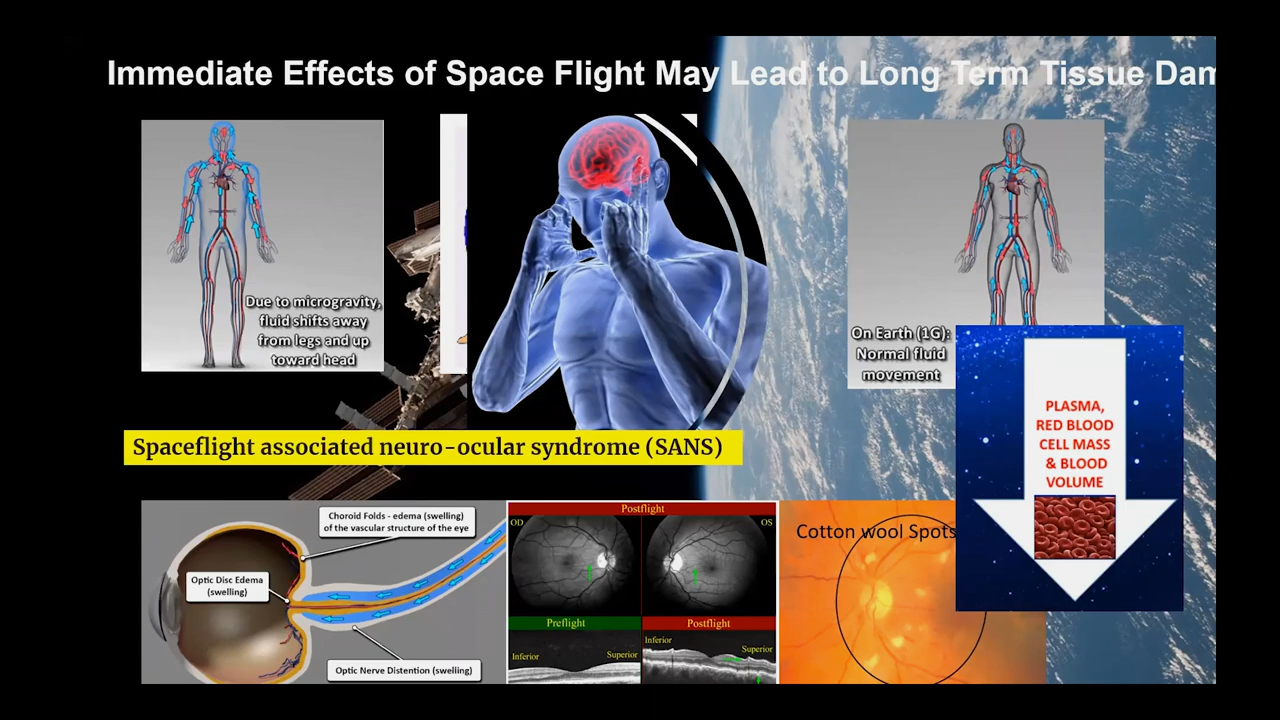 Immediate Effects of Space Flight May Lead to Long Term Tissue Dam
Due to microgravity,
fluid shifts away
from legs and up
toward head
On Earth (1G):
Normal fluid
movement
PLASMA,
RED BLOOD
CELL MASS
& BLOOD
VOLUME
Spaceflight associated neuro-ocular syndrome (SANS)
Choroid Folds - edema (swelling)
of the vascular structure of the eye
Optic Disc Edema
(swelling)
Optic Nerve Distention (swelling)
Postflight
OD
OS
Preflight
Postflight
Inferior
Superior
Inferior
Superior
Cotton wool Spots